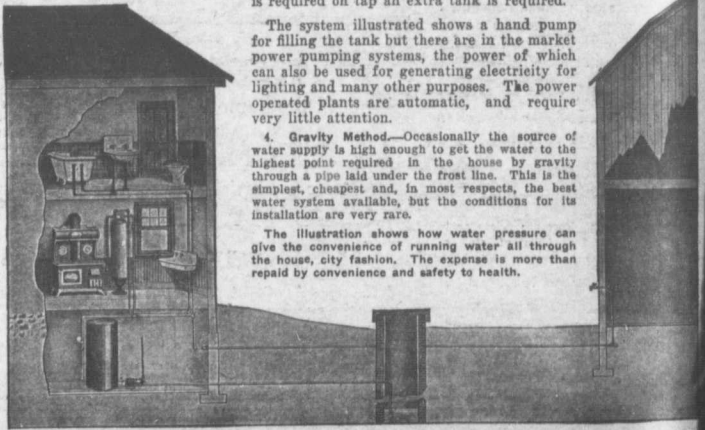 is required on tap an extra tank is required.
The system illustrated shows a hand pump
for filling the tank but there are in the market
power pumping systems, the power of which
can also be used for generating electricity for
lighting and many other purposes. The power
operated plants are automatic, and require
very little attention.
4. Gravity Method.—Occasionally the source of
water supply is high enough to get the water to the
highest point required in the house by gravity
through a pipe laid under the frost line. This is the
simplest, cheapest and, in most respects, the best
water system available, but the conditions for its
installation are very rare.
The illustration shows how water pressure can
give the convenience of running water all through
the house, city fashion. The expense is more than
repaid by convenience and safety to health.